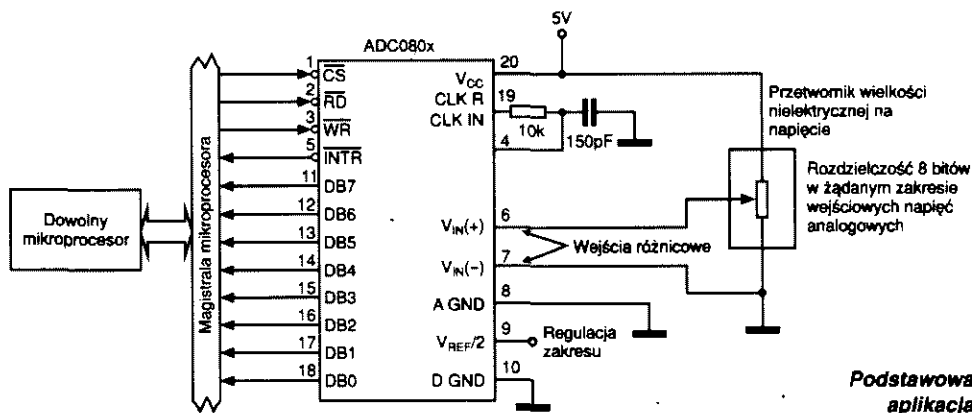 5V
ADC080x
1
CS
2
RD
3
WR
5
INTR
11
DB7
12
DB6
13
DB5
14
DB4
15
DB3
16
DB2
17
DB1
18
DB0
Dowolny
mikroprocesor
Magistrala mikroprocesora
20
VCC
CLK R
19
CLK IN
4
10k
150pF
VIN(+)
6
Wejścia różnicowe
VIN(−)
7
A GND
8
VREF/2
9
Regulacja
zakresu
D GND
10
Przetwornik wielkości
nielektrycznej na
napięcie
Rozdzielczość 8 bitów
w żądanym zakresie
wejściowych napięć
analogowych
Podstawowa
aplikacja